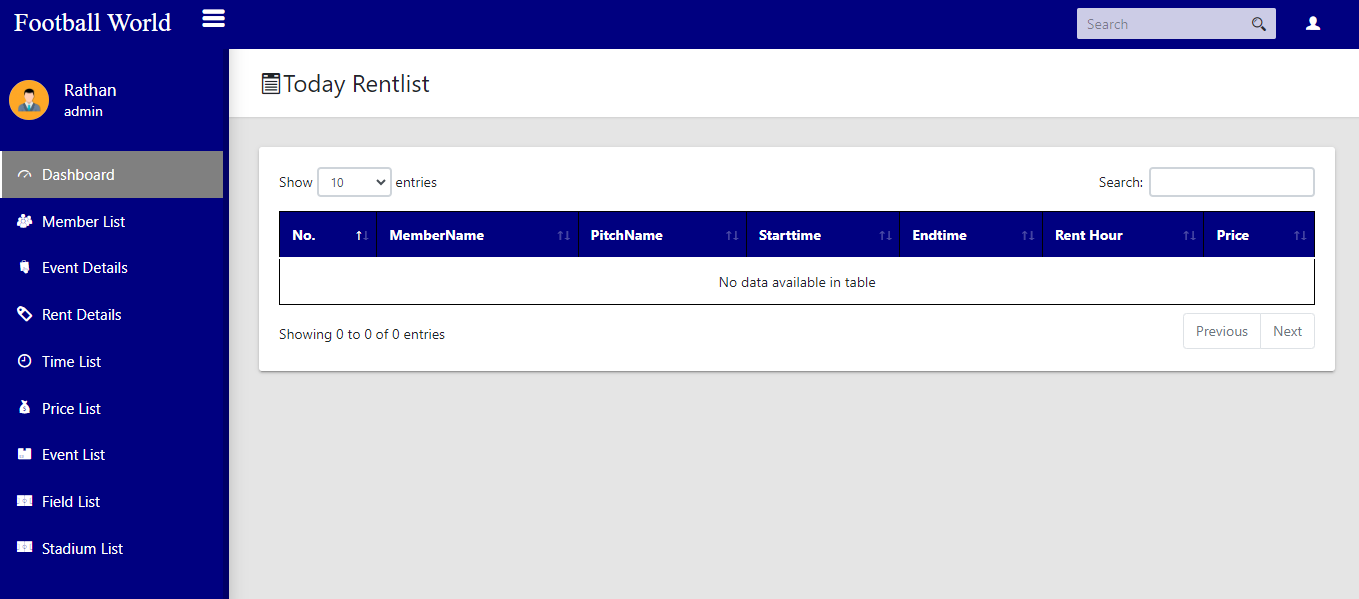 Football World
Search
Rathan
admin
Dashboard
Member List
Event Details
Rent Details
Time List
Price List
Event List
Field List
Stadium List
Today Rentlist
Show 10 entries
Search:
No. MemberName PitchName Starttime Endtime Rent Hour Price
No data available in table
Showing 0 to 0 of 0 entries
Previous Next